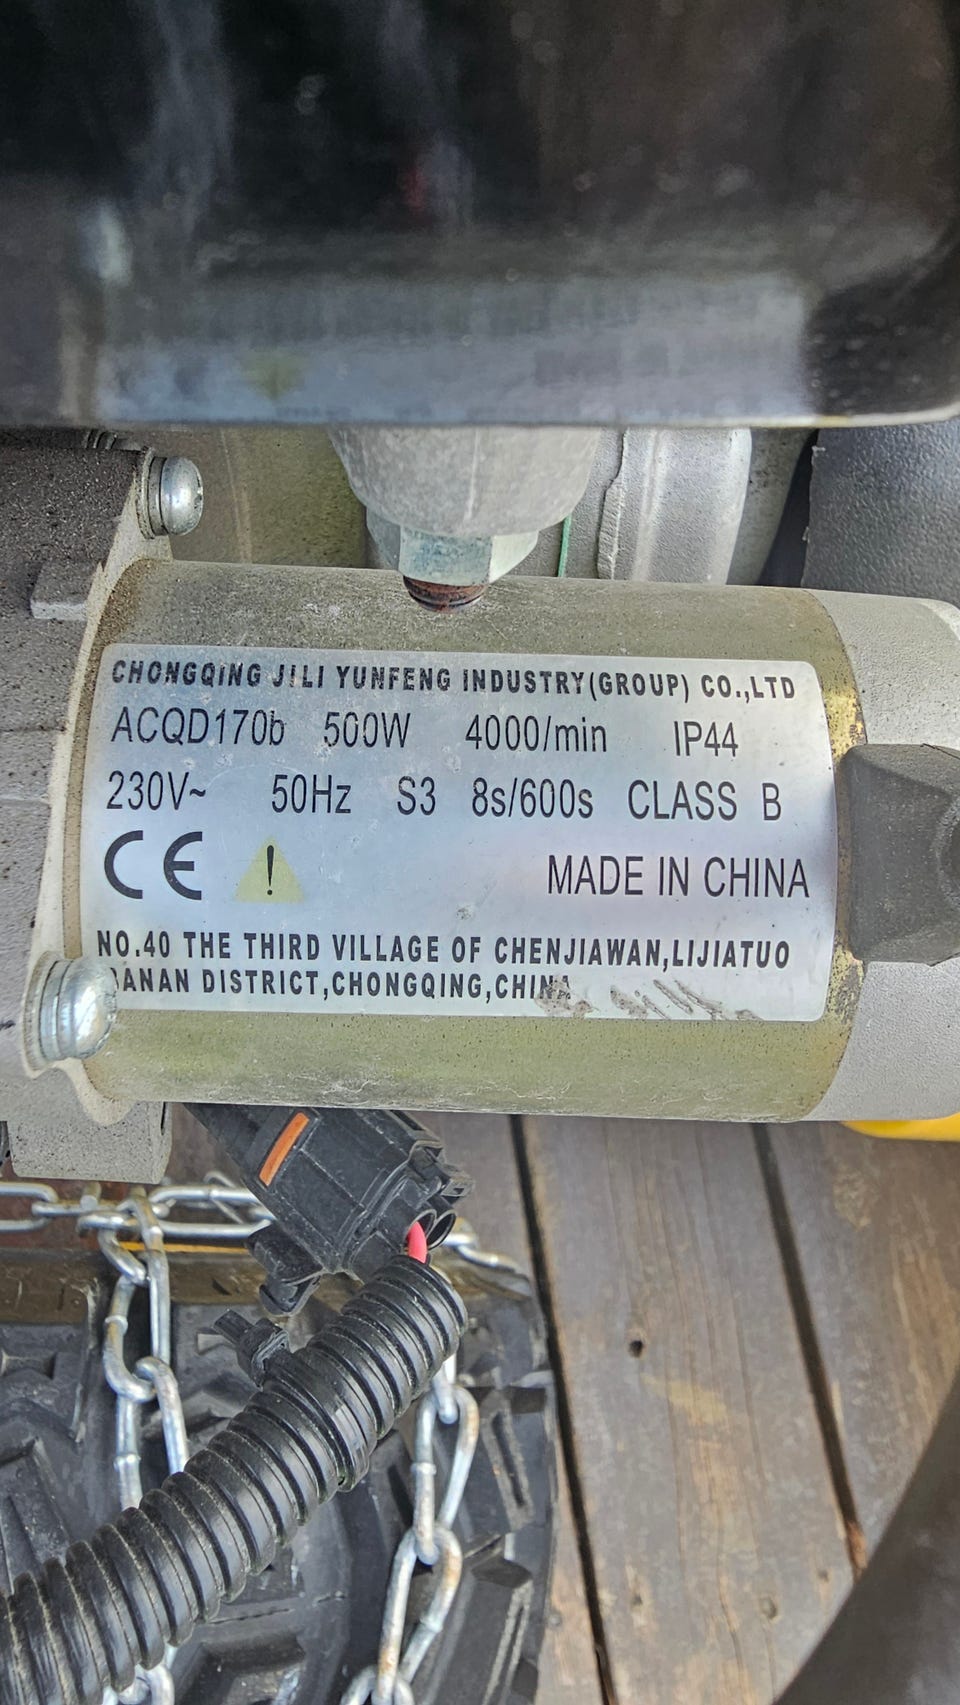 CHONGQING JILI YUNFENG INDUSTRY(GROUP) CO.,LTD
ACQD170b 500W 4000/min IP44
230V~ 50Hz S3 8s/600s CLASS B
CE ! MADE IN CHINA
NO.40 THE THIRD VILLAGE OF CHENJIAWAN,LIJIATUO
BANAN DISTRICT,CHONGQING,CHINA